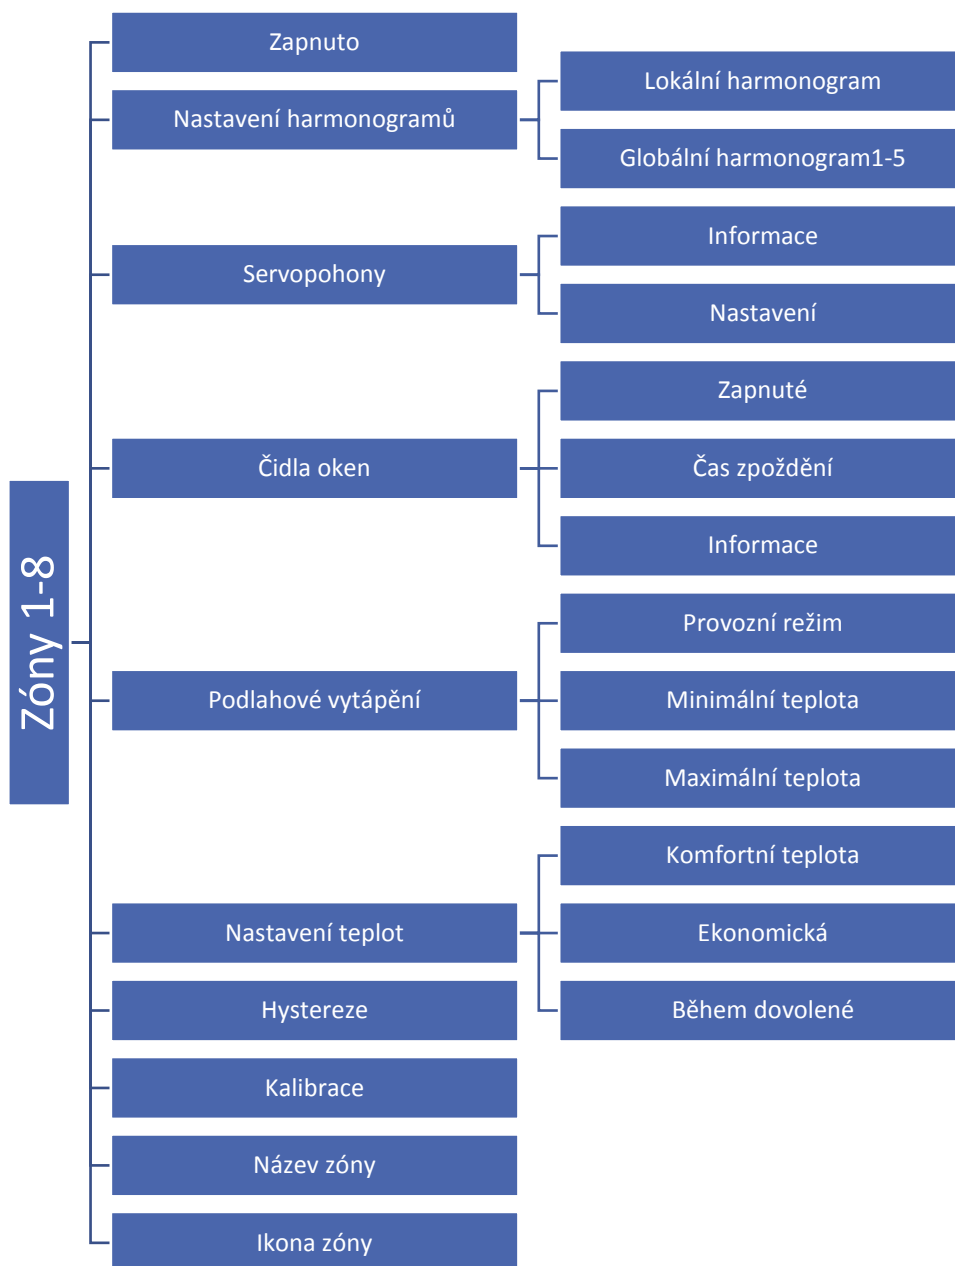 Zóny 1-8
Zapnuto
Nastavení harmonogramů
Lokální harmonogram
Globální harmonogram1-5
Servopohony
Informace
Nastavení
Čidla oken
Zapnuté
Čas zpoždění
Informace
Podlahové vytápění
Provozní režim
Minimální teplota
Maximální teplota
Nastavení teplot
Komfortní teplota
Ekonomická
Během dovolené
Hystereze
Kalibrace
Název zóny
Ikona zóny